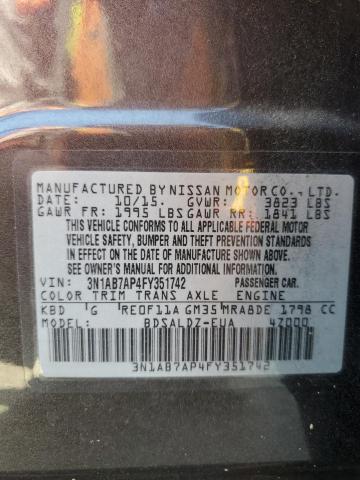 MANUFACTURED BY NISSAN MOTOR CO., LTD.
DATE: 10/15. GVWR: 3823 LBS
GAWR FR: 1995 LBS GAWR RR: 1841 LBS
THIS VEHICLE CONFORMS TO ALL APPLICABLE FEDERAL MOTOR
VEHICLE SAFETY, BUMPER AND THEFT PREVENTION STANDARDS
IN EFFECT ON THE DATE OF MANUFACTURE SHOWN ABOVE.
SEE OWNER'S MANUAL FOR ADDITIONAL INFORMATION.
VIN: 3N1AB7AP4FY351742 PASSENGER CAR.
COLOR TRIM TRANS AXLE ENGINE
KBD G RE0F11A GM35 MRA8DE 1798 CC
MODEL: BDSALDZ-EUA 4Z000
3N1AB7AP4FY351742